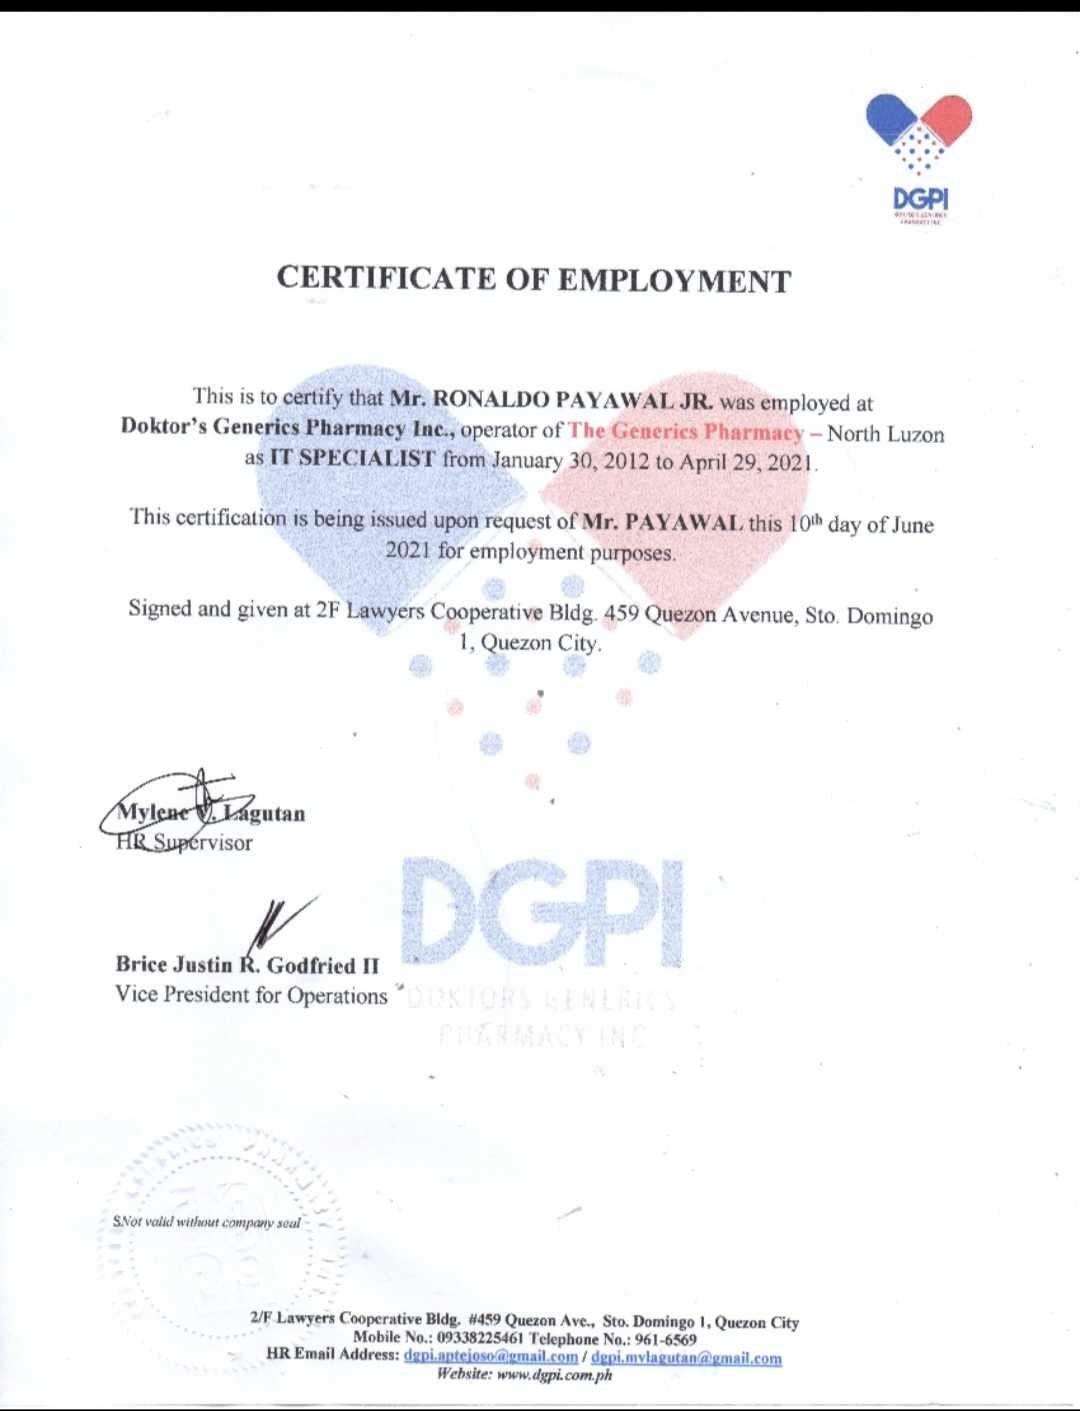 DGPI
CERTIFICATE OF EMPLOYMENT
This is to certify that Mr. RONALDO PAYAWAL JR. was employed at
Doktor's Generics Pharmacy Inc., operator of The Generics Pharmacy – North Luzon
as IT SPECIALIST from January 30, 2012 to April 29, 2021.
This certification is being issued upon request of Mr. PAYAWAL this 10th day of June
2021 for employment purposes.
Signed and given at 2F Lawyers Cooperative Bldg. 459 Quezon Avenue, Sto. Domingo
1, Quezon City.
Mylene V. Lagutan
HR Supervisor
Brice Justin R. Godfried II
Vice President for Operations
DGPI
DOKTORS GENERICS
PHARMACY INC
SNot valid without company seal
2/F Lawyers Cooperative Bldg. #459 Quezon Ave., Sto. Domingo 1, Quezon City
Mobile No.: 09338225461 Telephone No.: 961-6569
HR Email Address: dgpi.aptejoso@gmail.com / dgpi.mvlagutan@gmail.com
Website: www.dgpi.com.ph